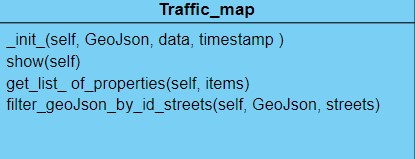 Traffic_map
_init_(self, GeoJson, data, timestamp )
show(self)
get_list_ of_properties(self, items)
filter_geoJson_by_id_streets(self, GeoJson, streets)